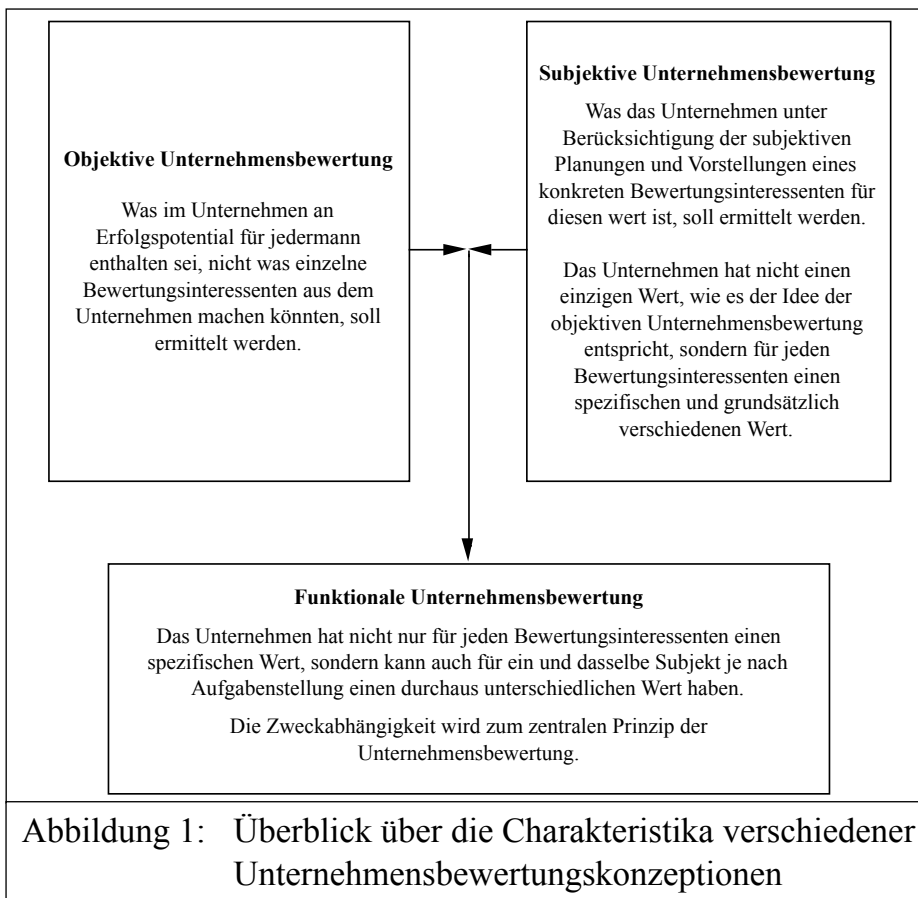 Objektive Unternehmensbewertung
Was im Unternehmen an
Erfolgspotential für jedermann
enthalten sei, nicht was einzelne
Bewertungsinteressenten aus dem
Unternehmen machen könnten, soll
ermittelt werden.
Subjektive Unternehmensbewertung
Was das Unternehmen unter
Berücksichtigung der subjektiven
Planungen und Vorstellungen eines
konkreten Bewertungsinteressenten für
diesen wert ist, soll ermittelt werden.
Das Unternehmen hat nicht einen
einzigen Wert, wie es der Idee der
objektiven Unternehmensbewertung
entspricht, sondern für jeden
Bewertungsinteressenten einen
spezifischen und grundsätzlich
verschiedenen Wert.
Funktionale Unternehmensbewertung
Das Unternehmen hat nicht nur für jeden Bewertungsinteressenten einen
spezifischen Wert, sondern kann auch für ein und dasselbe Subjekt je nach
Aufgabenstellung einen durchaus unterschiedlichen Wert haben.
Die Zweckabhängigkeit wird zum zentralen Prinzip der
Unternehmensbewertung.
Abbildung 1: Überblick über die Charakteristika verschiedener
Unternehmensbewertungskonzeptionen